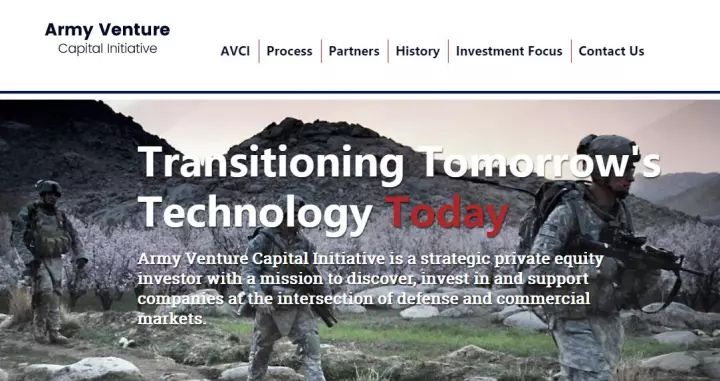 Army Venture
Capital Initiative
AVCI
Process
Partners
History
Investment Focus
Contact Us
Transitioning Tomorrow's
Technology Today
Army Venture Capital Initiative is a strategic private equity
investor with a mission to discover, invest in and support
companies at the intersection of defense and commercial
markets.